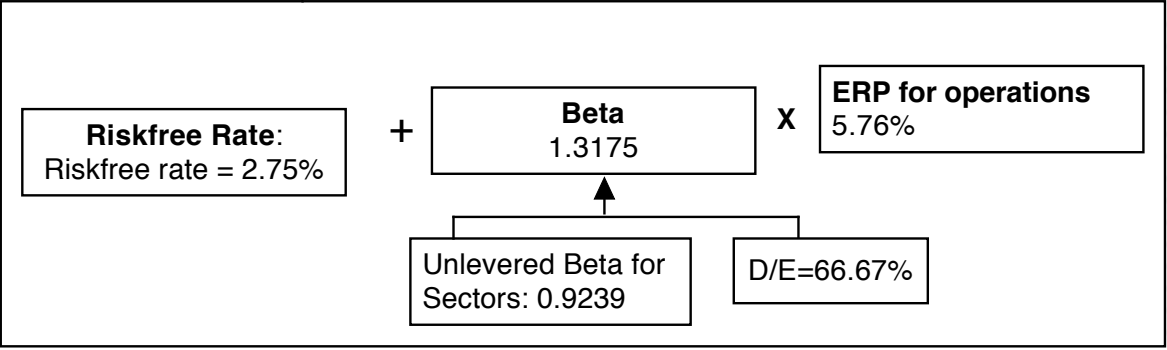 Riskfree Rate:
Riskfree rate = 2.75%
+
Beta
1.3175
X
ERP for operations
5.76%
Unlevered Beta for
Sectors: 0.9239
D/E=66.67%